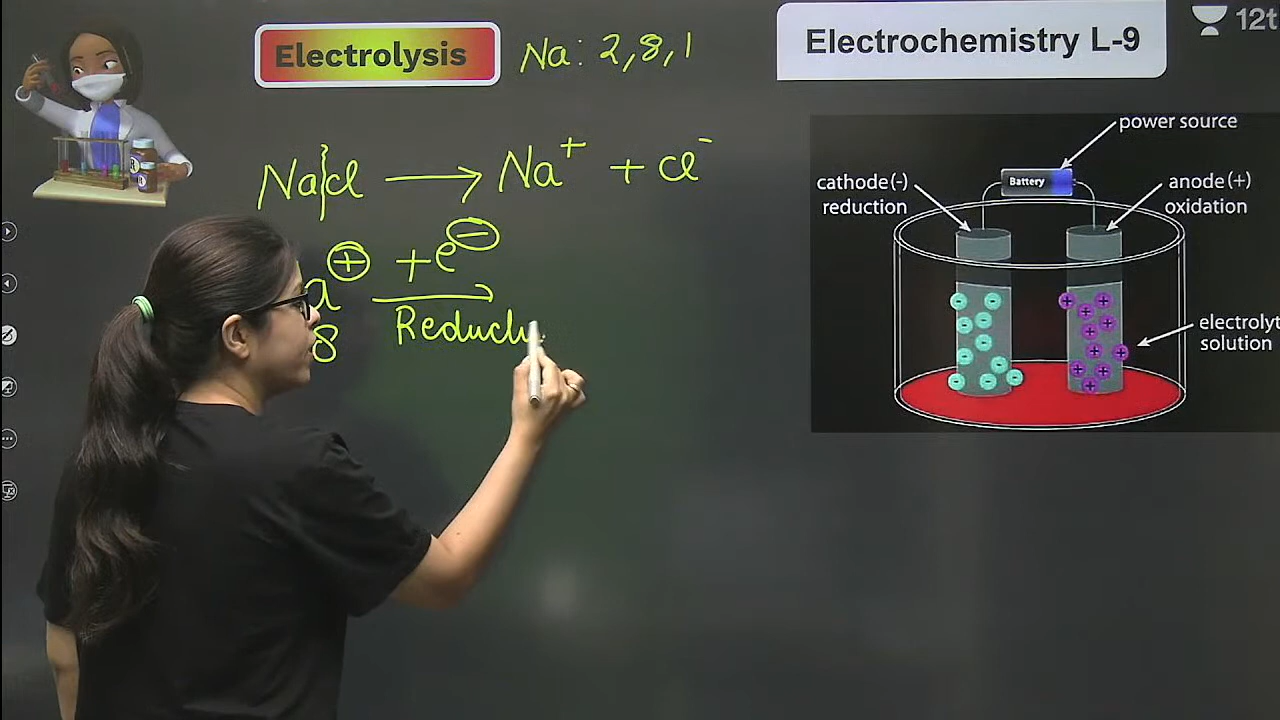 Electrolysis
Na: 2,8,1
Electrochemistry L-9
12t
NaCl ⟶ Na⁺ + Cl⁻
a⁺ +e⁻
8
Reducti
power source
Battery
cathode(-)
reduction
anode(+)
oxidation
electrolyt
solution